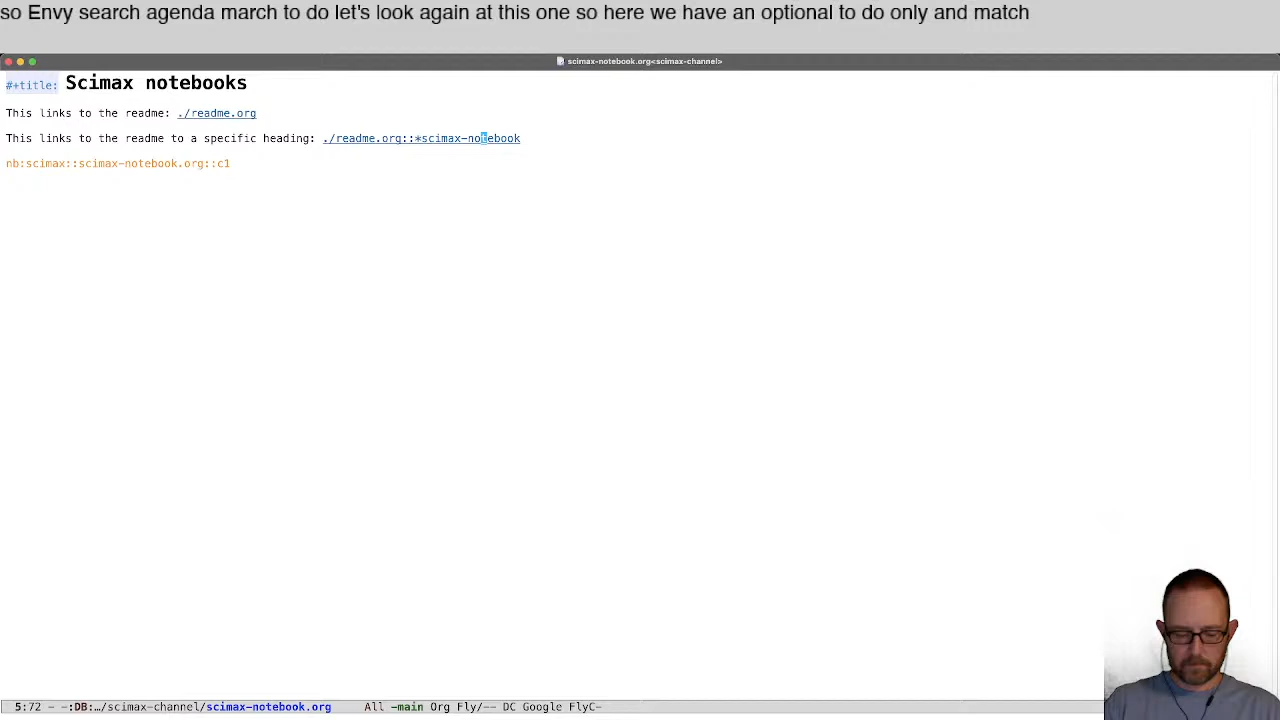 so Envy search agenda march to do let's look again at this one so here we have an optional to do only and match
scimax-notebook.org<scimax-channel>
#+title: Scimax notebooks
This links to the readme: ./readme.org
This links to the readme to a specific heading: ./readme.org::*scimax-notebook
nb:scimax::scimax-notebook.org::c1
5:72 - -:DB:…/scimax-channel/scimax-notebook.org All -main Org Fly/-- DC Google FlyC-